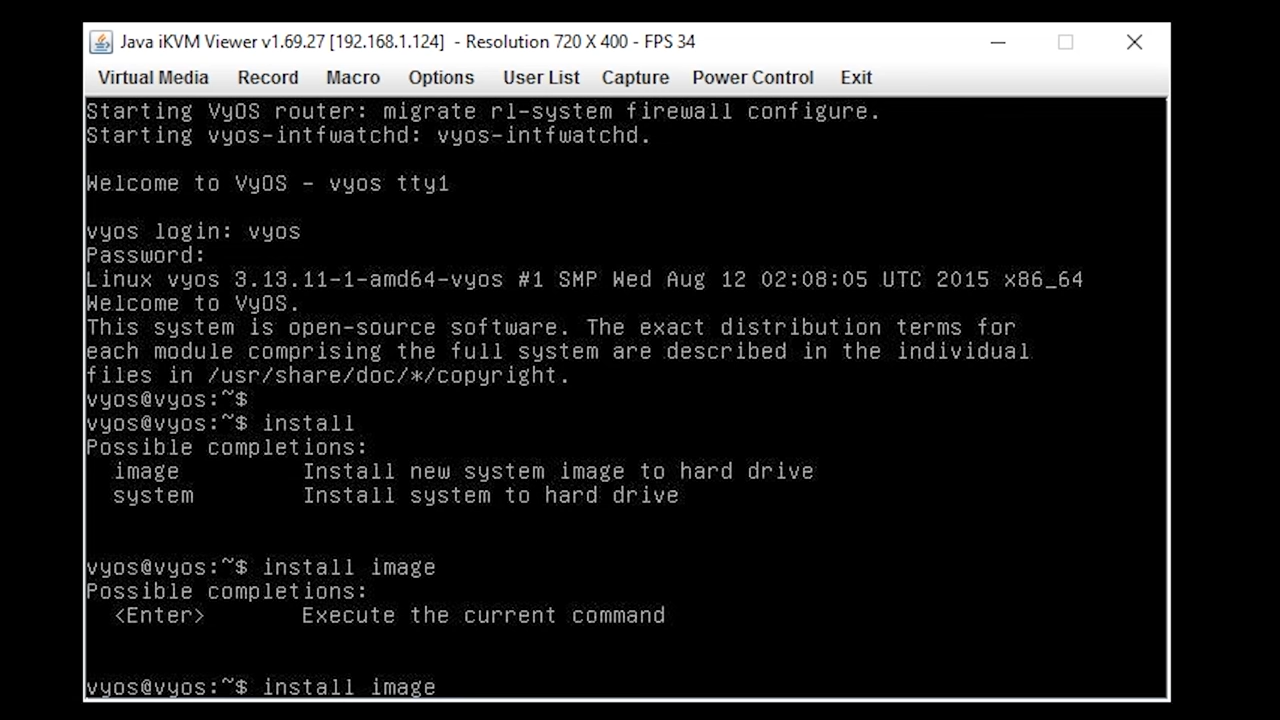 Java iKVM Viewer v1.69.27 [192.168.1.124] - Resolution 720 X 400 - FPS 34
Virtual Media Record Macro Options User List Capture Power Control Exit
Starting VyOS router: migrate rl-system firewall configure.
Starting vyos-intfwatchd: vyos-intfwatchd.
Welcome to VyOS - vyos tty1
vyos login: vyos
Password:
Linux vyos 3.13.11-1-amd64-vyos #1 SMP Wed Aug 12 02:08:05 UTC 2015 x86_64
Welcome to VyOS.
This system is open-source software. The exact distribution terms for
each module comprising the full system are described in the individual
files in /usr/share/doc/*/copyright.
vyos@vyos:~$
vyos@vyos:~$ install
Possible completions:
image Install new system image to hard drive
system Install system to hard drive
vyos@vyos:~$ install image
Possible completions:
<Enter> Execute the current command
vyos@vyos:~$ install image